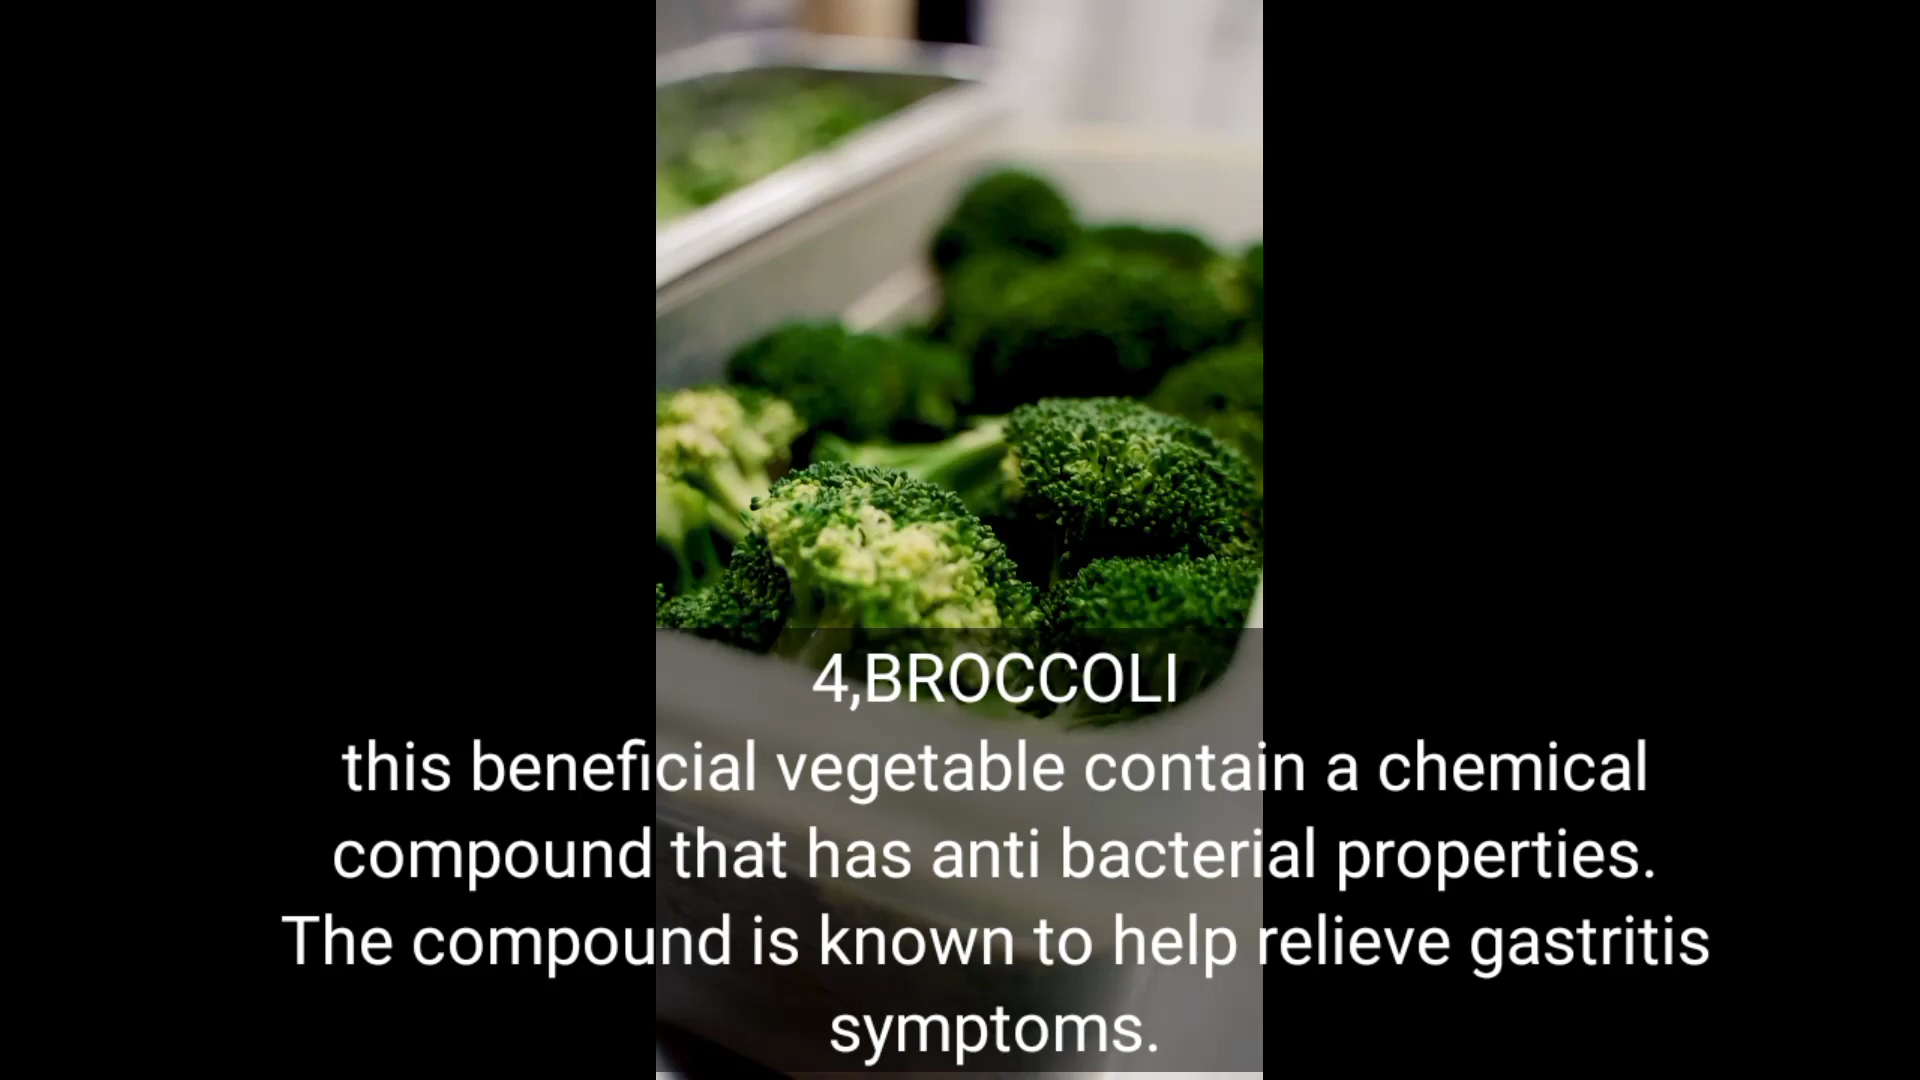 4,BROCCOLI
this beneficial vegetable contain a chemical
compound that has anti bacterial properties.
The compound is known to help relieve gastritis
symptoms.